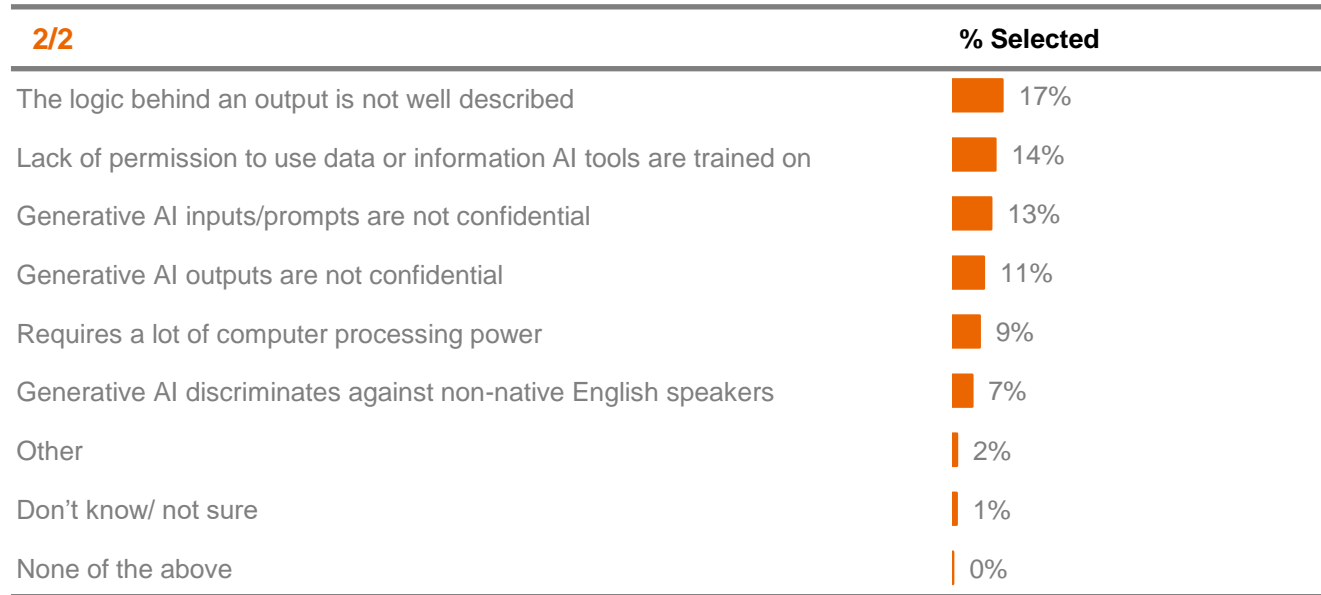 2/2 % Selected
The logic behind an output is not well described 17%
Lack of permission to use data or information AI tools are trained on 14%
Generative AI inputs/prompts are not confidential 13%
Generative AI outputs are not confidential 11%
Requires a lot of computer processing power 9%
Generative AI discriminates against non-native English speakers 7%
Other 2%
Don’t know/ not sure 1%
None of the above 0%